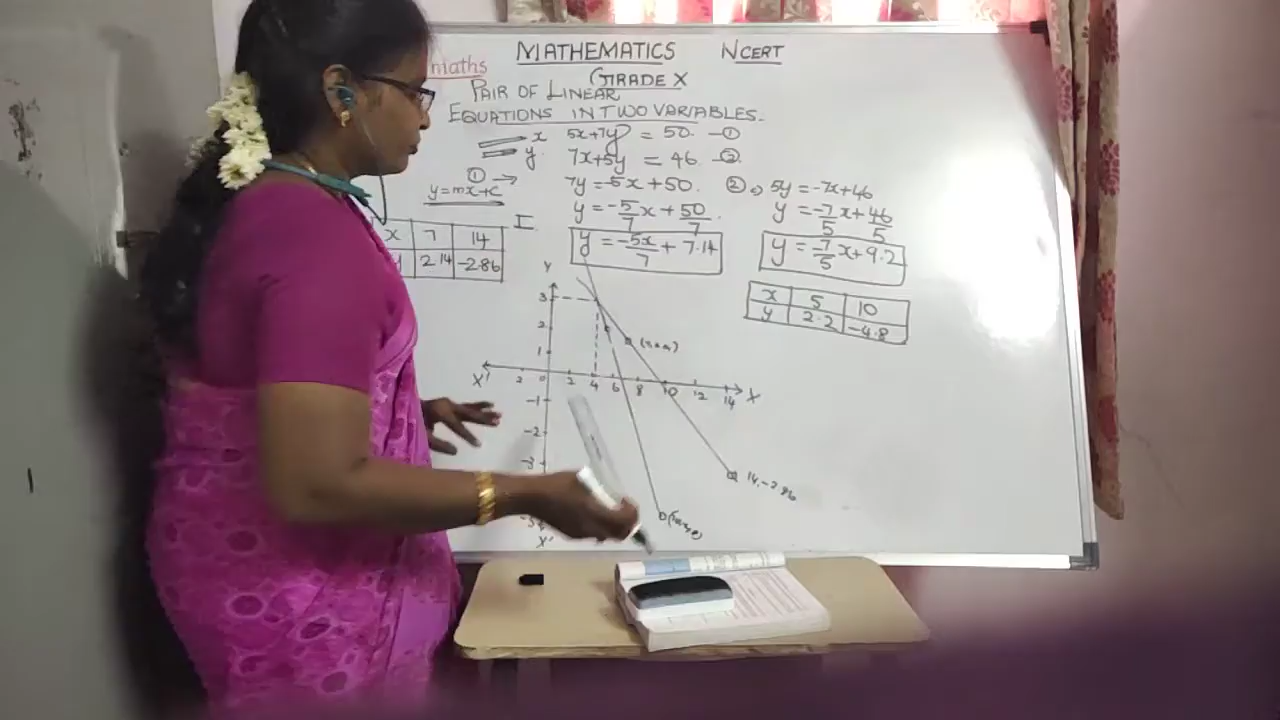 MATHEMATICS NCERT
maths
GRADE X
PAIR OF LINEAR
EQUATIONS IN TWO VARIABLES.
x 5x+7y = 50. —①
y. 7x+5y = 46. —②
① →
y=mx+c
7y=-5x+50.
② => 5y=-7x+46
I
y = -5/7 x + 50/7.
y = -7/5 x + 46/5
y = -5x/7 + 7.14
y = -7/5 x + 9.2
x 7 14
2.14 -2.86
x 5 10
y 2.2 -4.8
Y
3
2
1
X' 2 0 2 4 6 8 10 12 14 X
-1
-2
-3
14, -2.86
X'